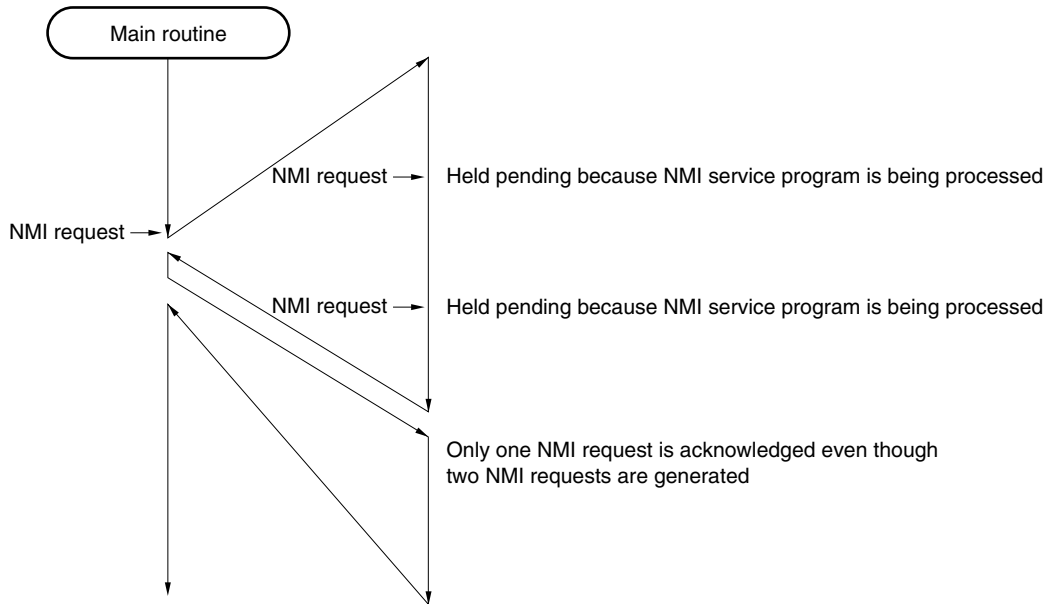 Main routine
NMI request
Held pending because NMI service program is being processed
NMI request
NMI request
Held pending because NMI service program is being processed
Only one NMI request is acknowledged even though
two NMI requests are generated